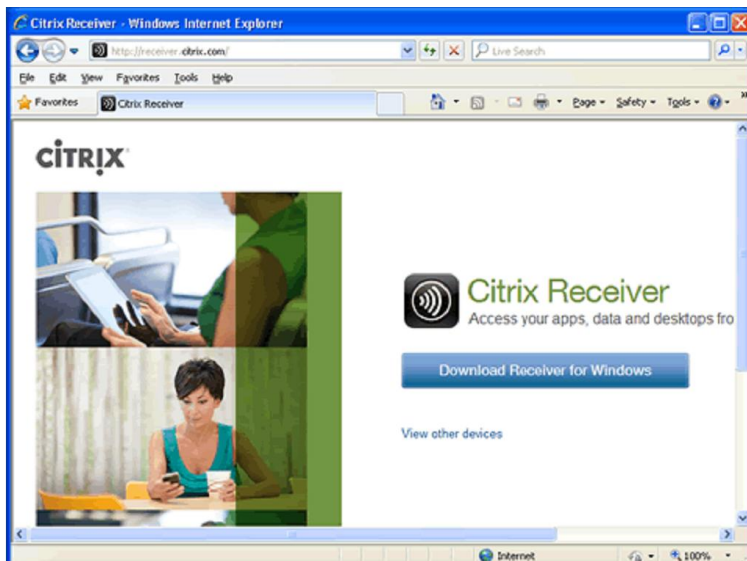 Citrix Receiver - Windows Internet Explorer
http://receiver.citrix.com/
Live Search
File Edit View Favorites Tools Help
Favorites Citrix Receiver Page Safety Tools
CİTRỊX
Citrix Receiver
Access your apps, data and desktops fro
Download Receiver for Windows
View other devices
Internet 100%